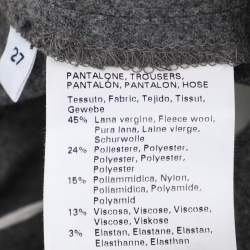 27
PANTALONE, TROUSERS,
PANTALÓN, PANTALON, HOSE
Tessuto, Fabric, Tejido, Tissut,
Gewebe
45% Lana vergine, Fleece wool,
Pura lana, Laine vierge,
Schurwolle
24% Poliestere, Polyester,
Polyester, Polyester,
Polyester
15% Poliammidica, Nylon,
Poliamidica, Polyamide,
Polyamid
13% Viscosa, Viscose, Viscosa,
Viscose, Viskose
3% Elastan, Elastane, Elastan,
Elasthanne, Elasthan